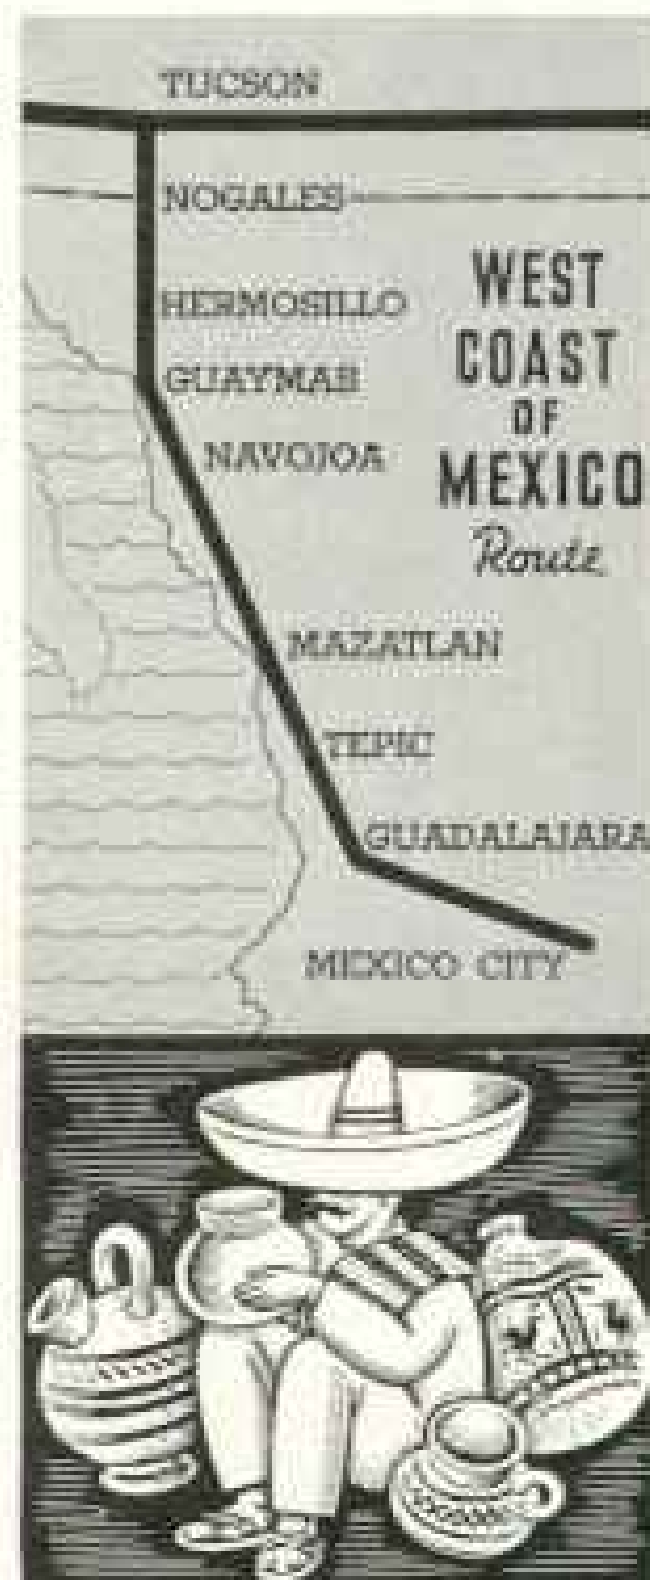 TUCSON
NOGALES
HERMOSILLO
GUAYMAS
NAVOJOA
MAZATLAN
TEPIC
GUADALAJARA
MEXICO CITY
WEST
COAST
OF
MEXICO
Route